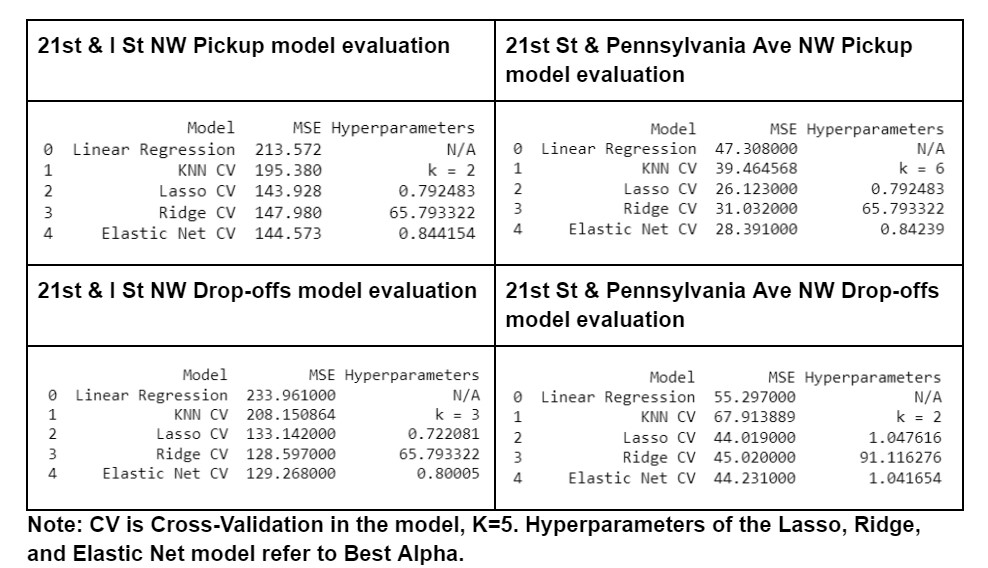 21st & I St NW Pickup model evaluation
Model MSE Hyperparameters
0 Linear Regression 213.572 N/A
1 KNN CV 195.380 k = 2
2 Lasso CV 143.928 0.792483
3 Ridge CV 147.980 65.793322
4 Elastic Net CV 144.573 0.844154
21st St & Pennsylvania Ave NW Pickup
model evaluation
Model MSE Hyperparameters
0 Linear Regression 47.308000 N/A
1 KNN CV 39.464568 k = 6
2 Lasso CV 26.123000 0.792483
3 Ridge CV 31.032000 65.793322
4 Elastic Net CV 28.391000 0.84239
21st & I St NW Drop-offs model evaluation
Model MSE Hyperparameters
0 Linear Regression 233.961000 N/A
1 KNN CV 208.150864 k = 3
2 Lasso CV 133.142000 0.722081
3 Ridge CV 128.597000 65.793322
4 Elastic Net CV 129.268000 0.80005
21st St & Pennsylvania Ave NW Drop-offs
model evaluation
Model MSE Hyperparameters
0 Linear Regression 55.297000 N/A
1 KNN CV 67.913889 k = 2
2 Lasso CV 44.019000 1.047616
3 Ridge CV 45.020000 91.116276
4 Elastic Net CV 44.231000 1.041654
Note: CV is Cross-Validation in the model, K=5. Hyperparameters of the Lasso, Ridge,
and Elastic Net model refer to Best Alpha.